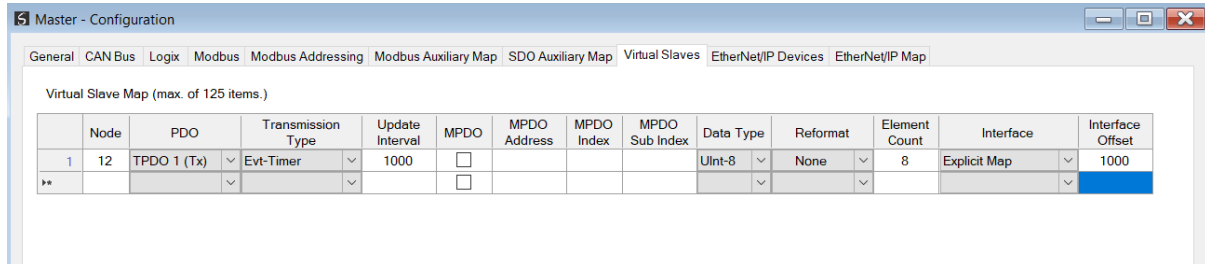 Master - Configuration
General CAN Bus Logix Modbus Modbus Addressing Modbus Auxiliary Map SDO Auxiliary Map Virtual Slaves EtherNet/IP Devices EtherNet/IP Map
Virtual Slave Map (max. of 125 items.)
Node PDO Transmission Type Update Interval MPDO MPDO Address MPDO Index MPDO Sub Index Data Type Reformat Element Count Interface Interface Offset
1 12 TPDO 1 (Tx) Evt-Timer 1000 UInt-8 None 8 Explicit Map 1000